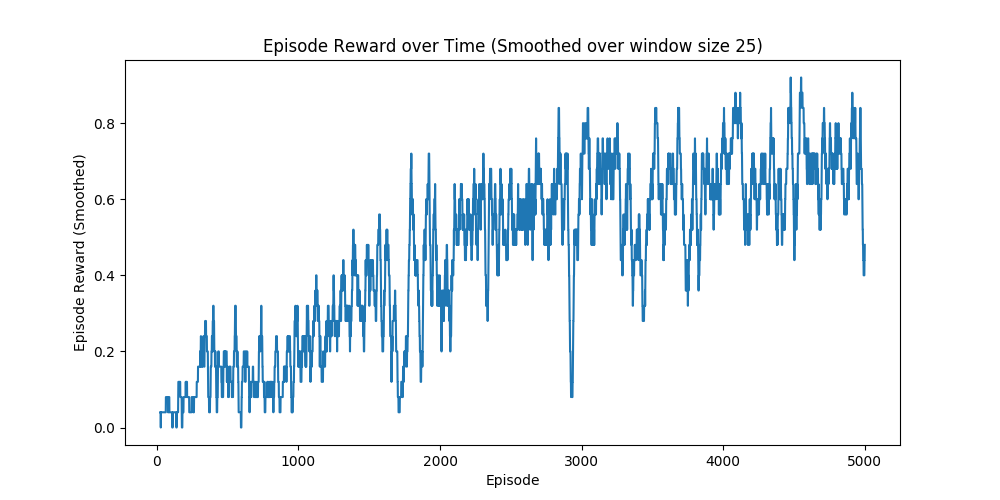 Episode Reward over Time (Smoothed over window size 25)
Episode Reward (Smoothed)
0.8
0.6
0.4
0.2
0.0
0 1000 2000 3000 4000 5000
Episode